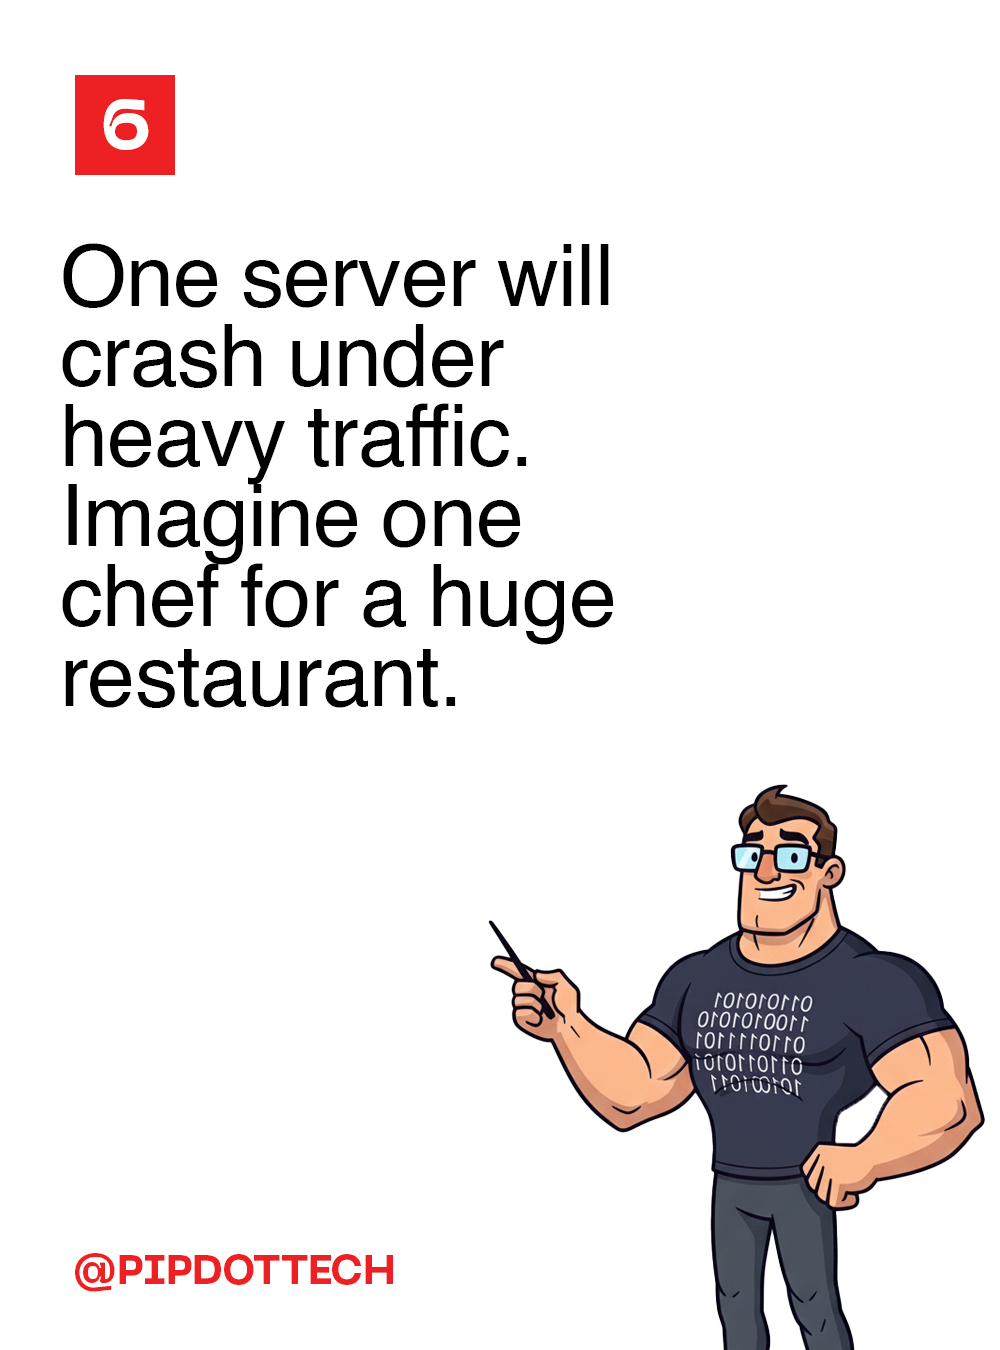 6
One server will
crash under
heavy traffic.
Imagine one
chef for a huge
restaurant.
@PIPDOTTECH